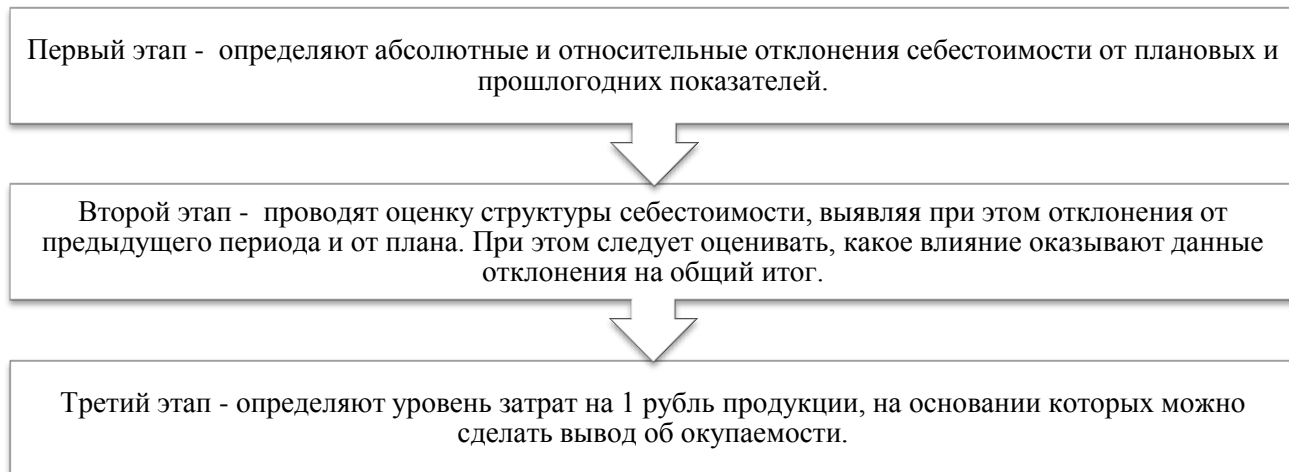 Первый этап - определяют абсолютные и относительные отклонения себестоимости от плановых и
прошлогодних показателей.
Второй этап - проводят оценку структуры себестоимости, выявляя при этом отклонения от
предыдущего периода и от плана. При этом следует оценивать, какое влияние оказывают данные
отклонения на общий итог.
Третий этап - определяют уровень затрат на 1 рубль продукции, на основании которых можно
сделать вывод об окупаемости.